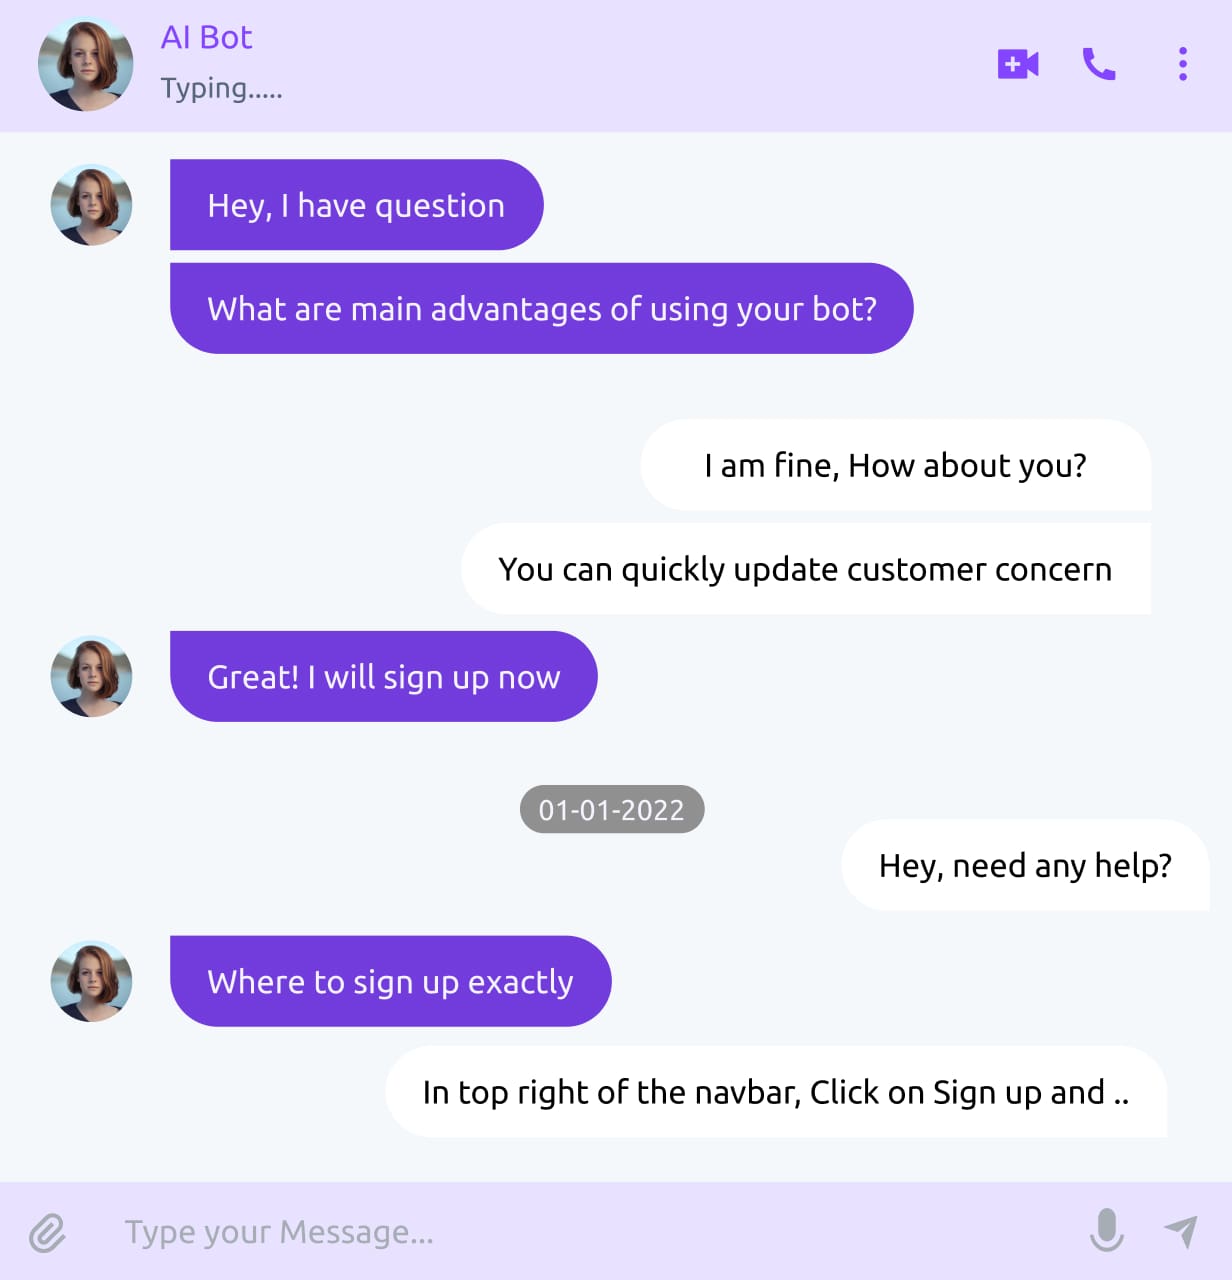 AI Bot
Typing.....
Hey, I have question
What are main advantages of using your bot?
I am fine, How about you?
You can quickly update customer concern
Great! I will sign up now
01-01-2022
Hey, need any help?
Where to sign up exactly
In top right of the navbar, Click on Sign up and ..
Type your Message...